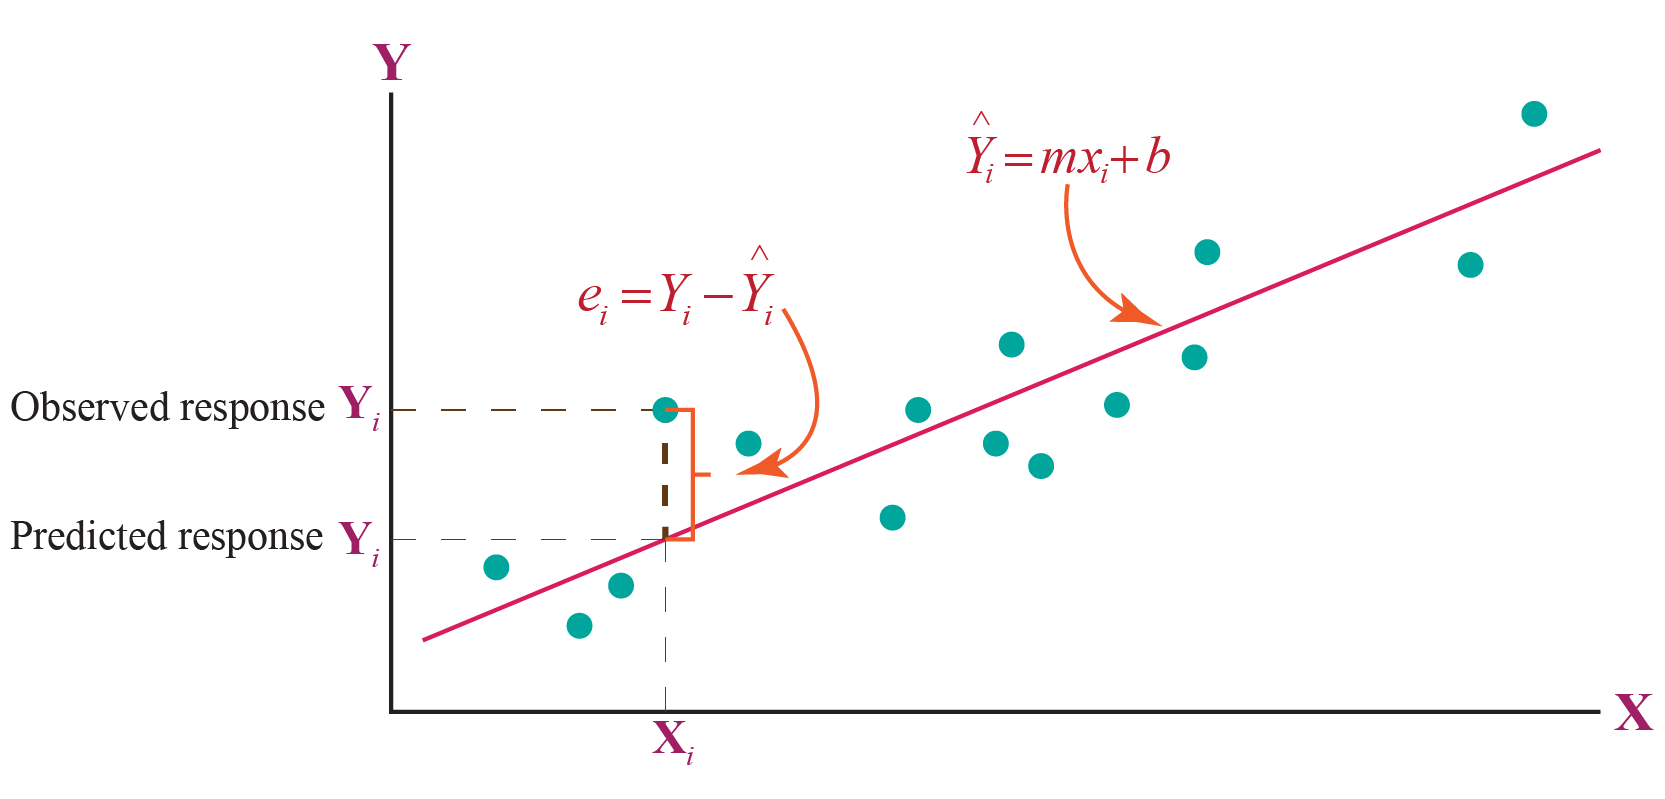 Y
Ŷᵢ = mxᵢ + b
eᵢ = Yᵢ − Ŷᵢ
Observed response Yᵢ
Predicted response Yᵢ
X
Xᵢ